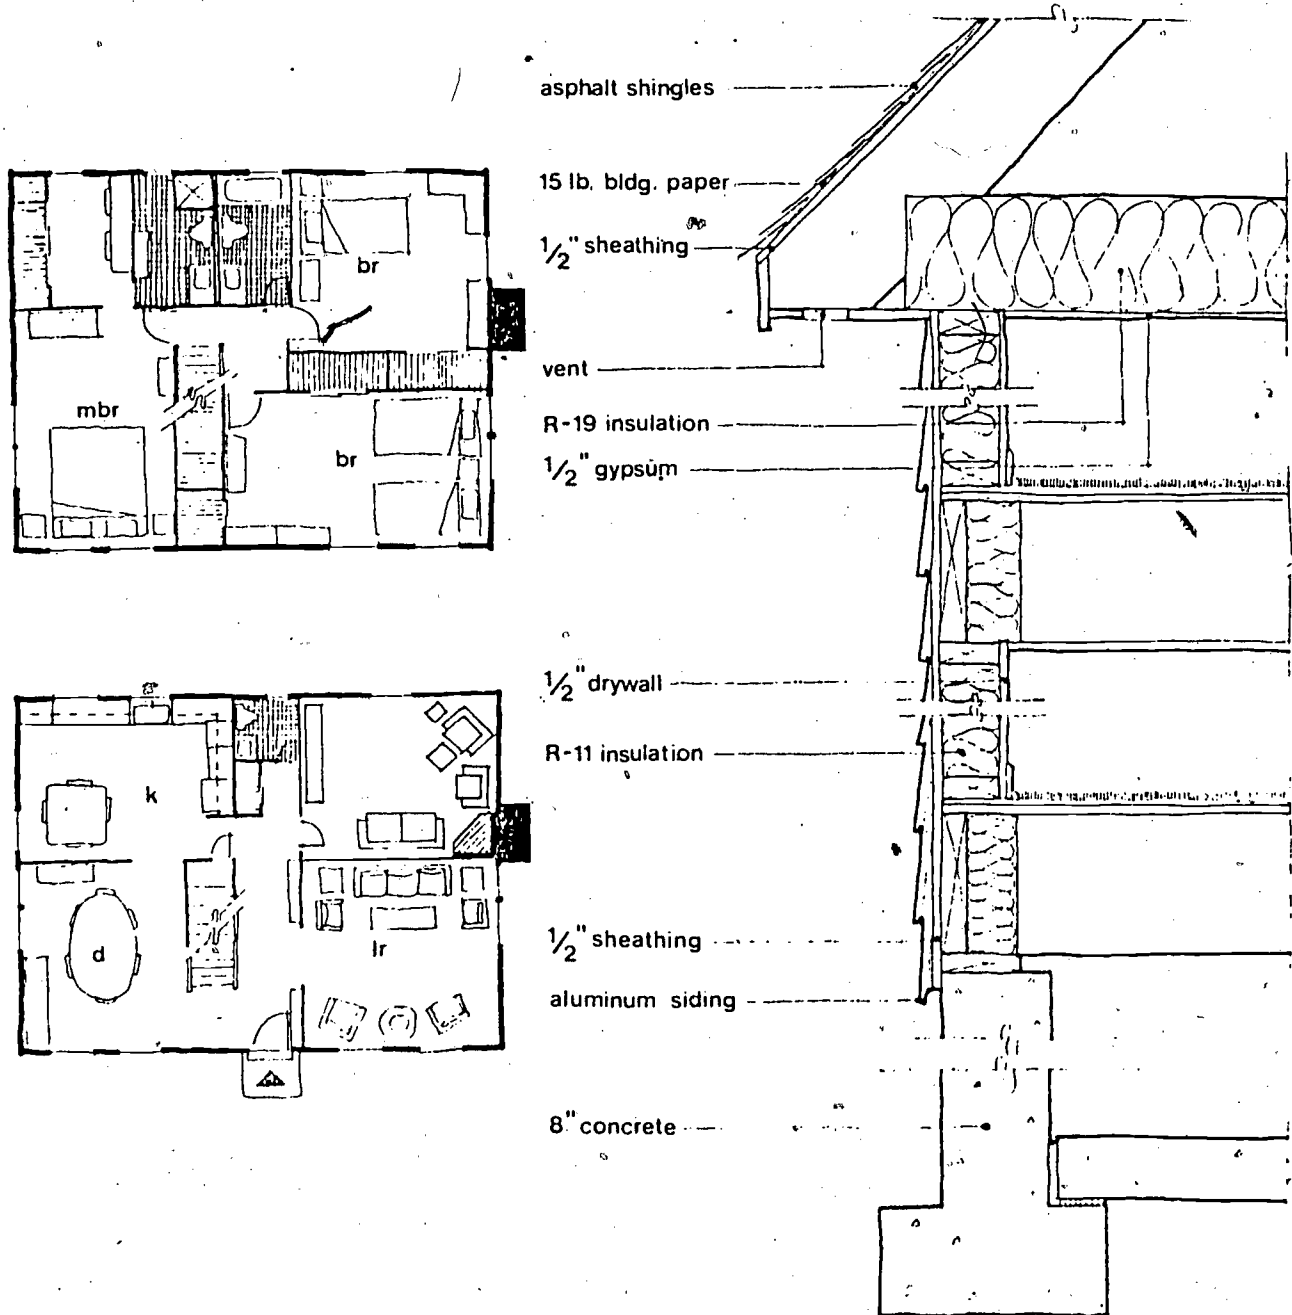 asphalt shingles
15 lb. bldg. paper
1/2" sheathing
vent
R-19 insulation
1/2" gypsum
1/2" drywall
R-11 insulation
1/2" sheathing
aluminum siding
8" concrete
br
mbr
br
k
d
lr